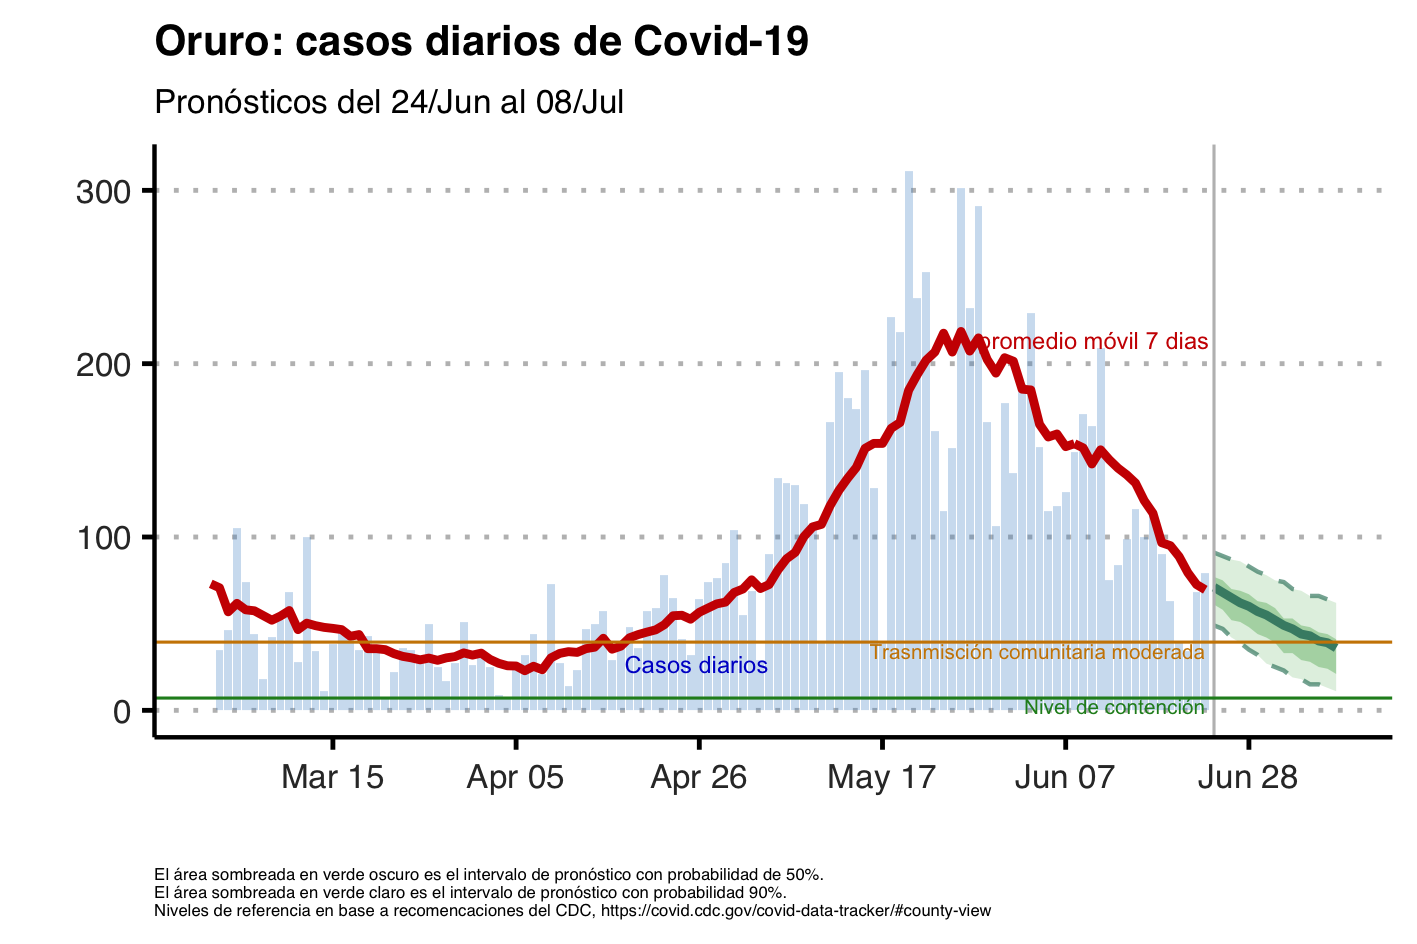 Oruro: casos diarios de Covid-19
Pronósticos del 24/Jun al 08/Jul
300
200
100
0
promedio móvil 7 dias
Casos diarios
Trasnmisción comunitaria moderada
Nivel de contención
Mar 15 Apr 05 Apr 26 May 17 Jun 07 Jun 28
El área sombreada en verde oscuro es el intervalo de pronóstico con probabilidad de 50%.
El área sombreada en verde claro es el intervalo de pronóstico con probabilidad 90%.
Niveles de referencia en base a recomencaciones del CDC, https://covid.cdc.gov/covid-data-tracker/#county-view